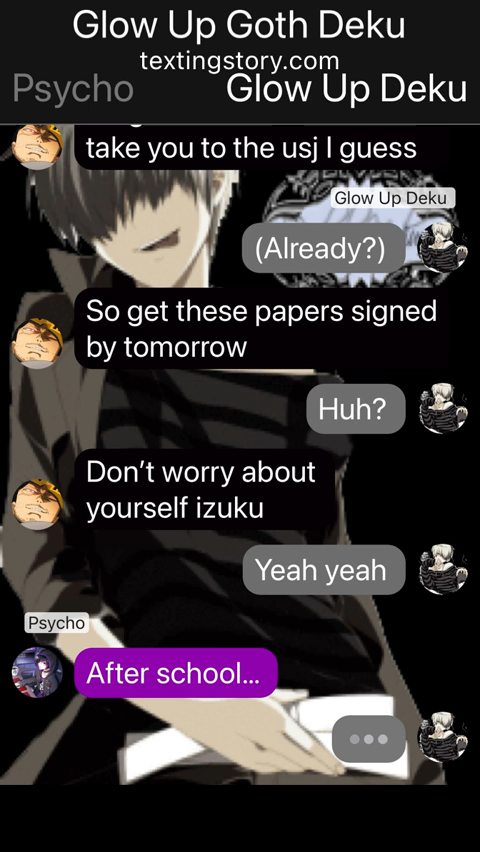 Glow Up Goth Deku
textingstory.com
Psycho
Glow Up Deku
take you to the usj I guess
Glow Up Deku
(Already?)
So get these papers signed
by tomorrow
Huh?
Don’t worry about
yourself izuku
Yeah yeah
Psycho
After school...